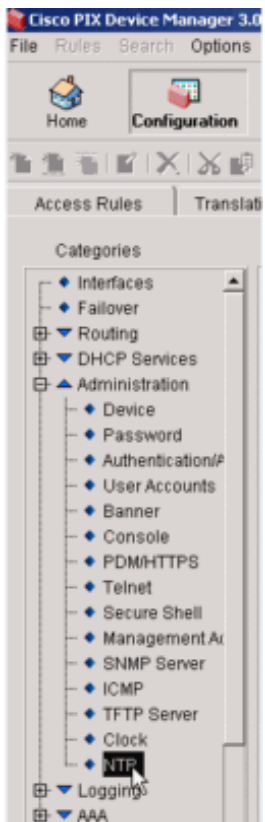 Cisco PIX Device Manager 3.0
File Rules Search Options
Home Configuration
Access Rules Translati
Categories
Interfaces
Failover
Routing
DHCP Services
Administration
Device
Password
Authentication/A
User Accounts
Banner
Console
PDM/HTTPS
Telnet
Secure Shell
Management Ac
SNMP Server
ICMP
TFTP Server
Clock
NTP
Logging
AAA